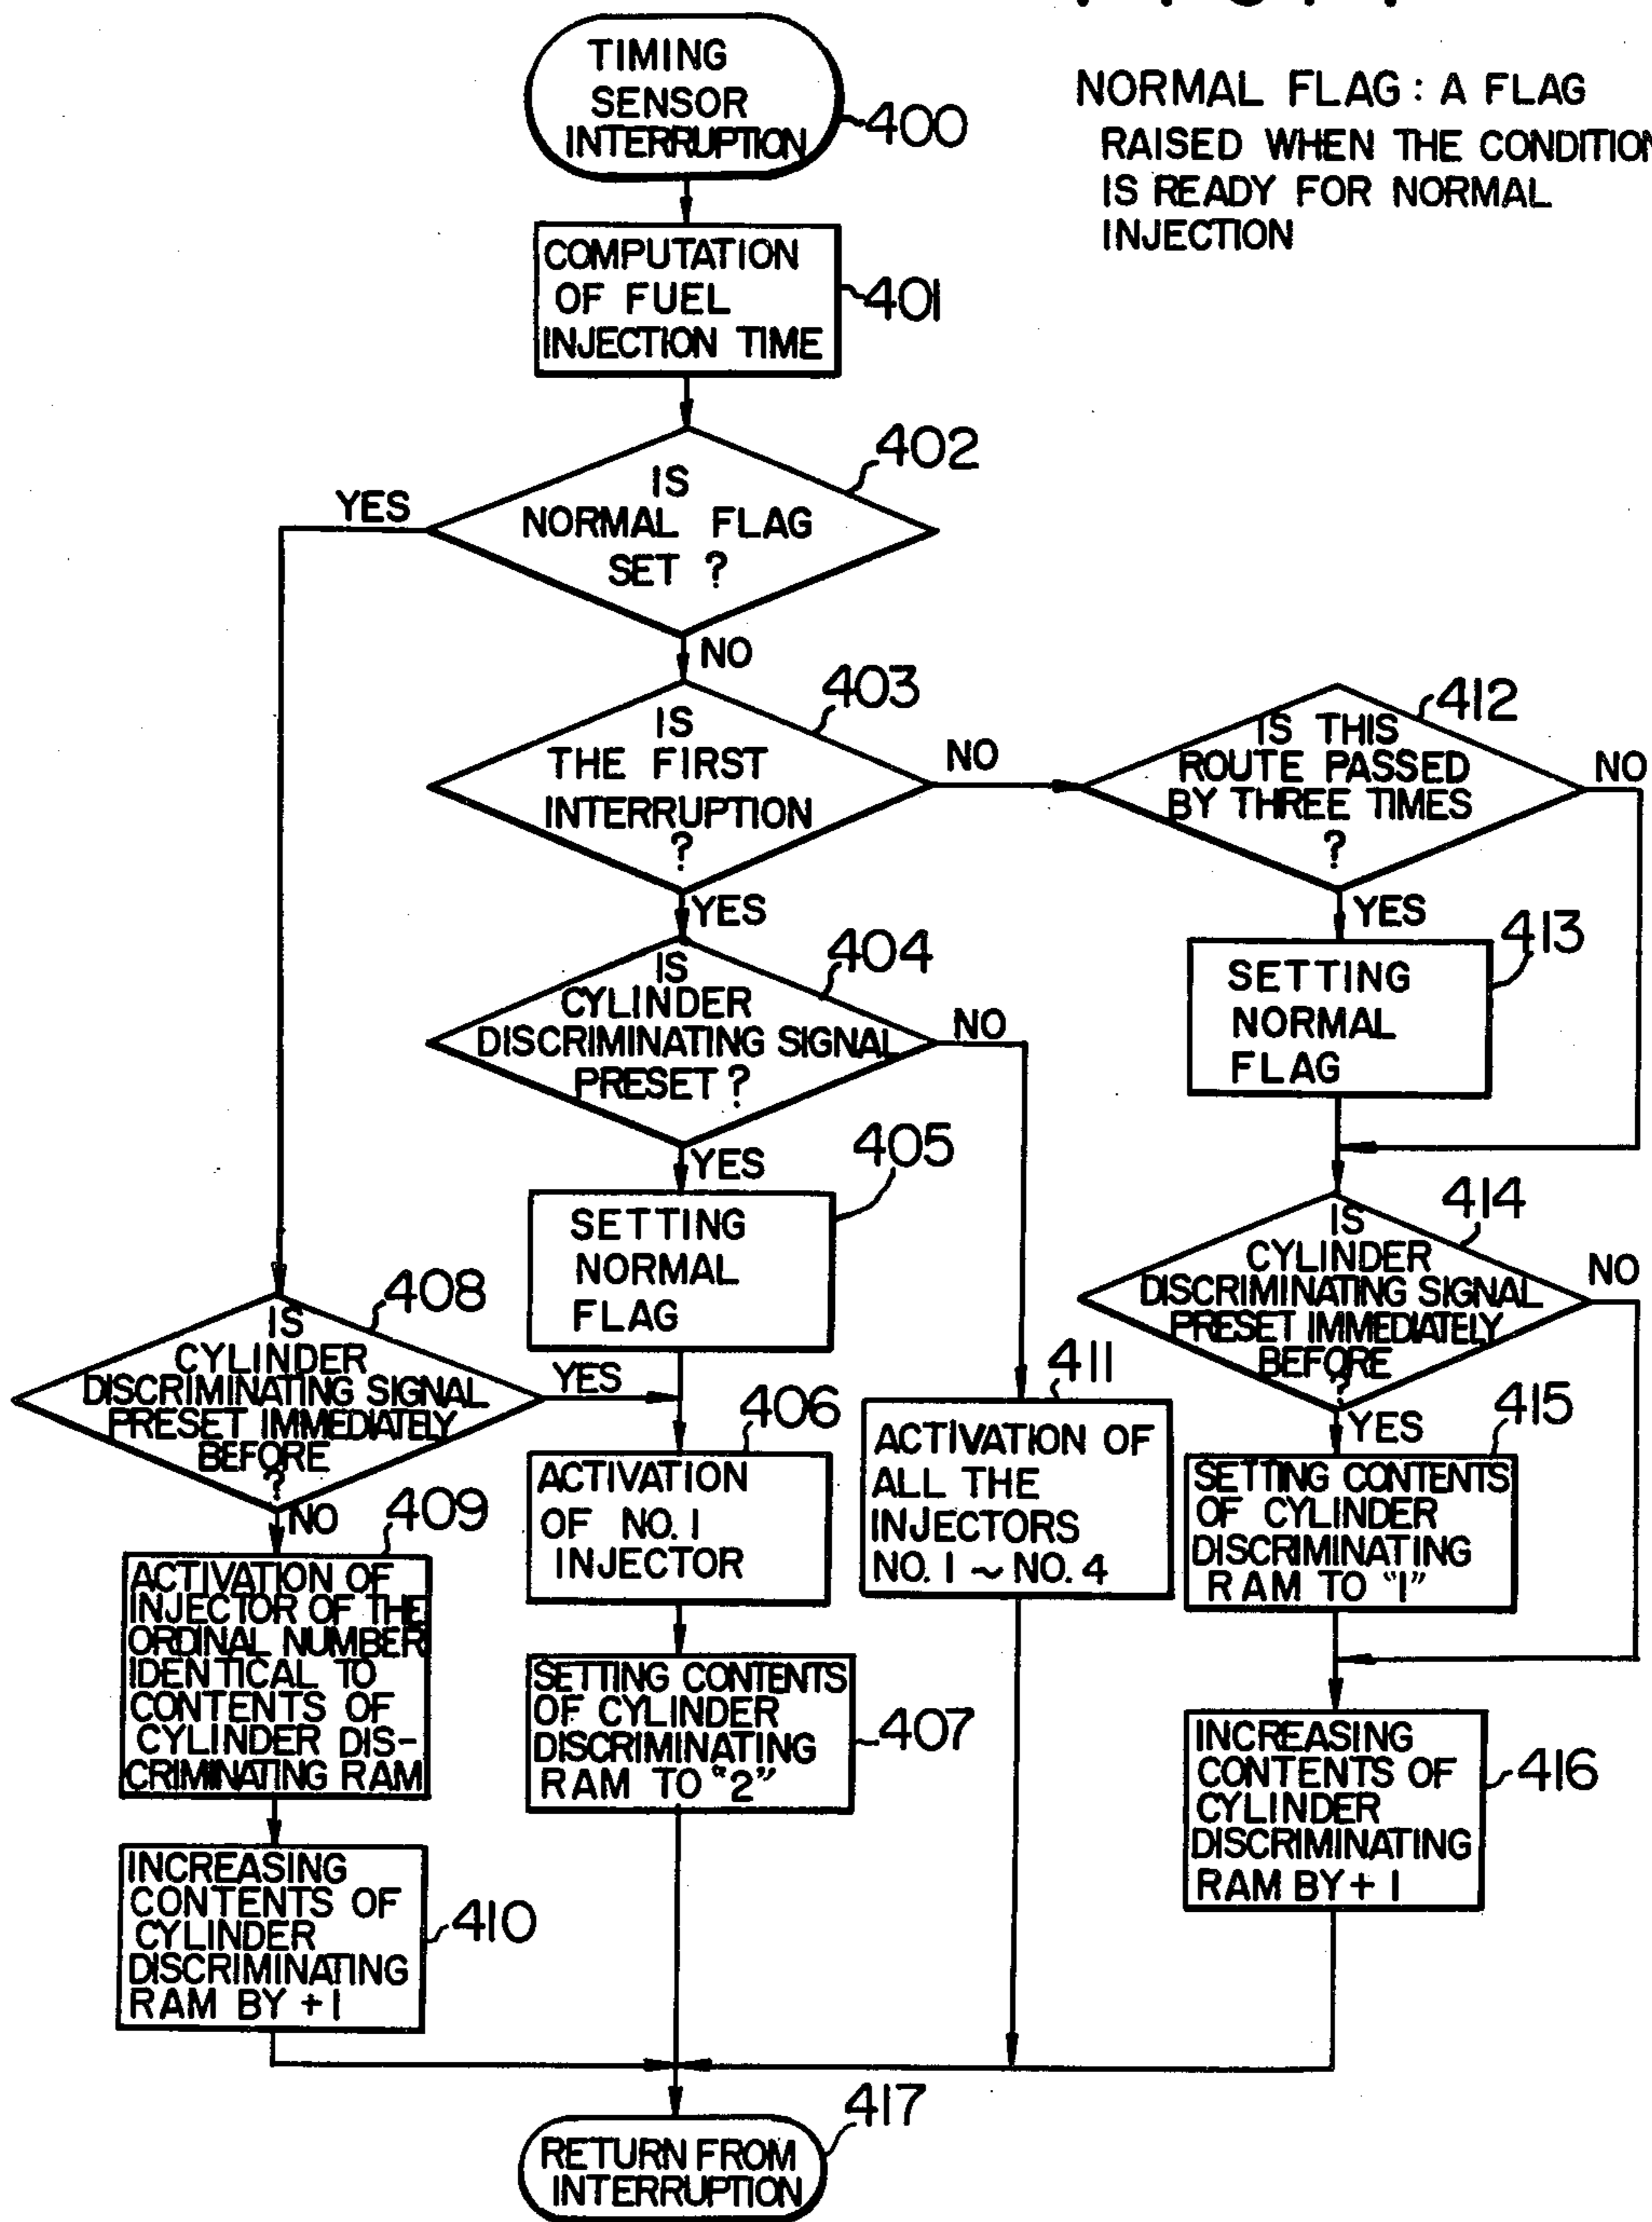 TIMING
SENSOR
INTERRUPTION
400
NORMAL FLAG : A FLAG
RAISED WHEN THE CONDITION
IS READY FOR NORMAL
INJECTION
COMPUTATION
OF FUEL
INJECTION TIME
401
402
IS
NORMAL FLAG
SET ?
YES
NO
403
IS
THE FIRST
INTERRUPTION
?
NO
YES
412
IS THIS
ROUTE PASSED
BY THREE TIMES
?
NO
YES
404
IS
CYLINDER
DISCRIMINATING SIGNAL
PRESET ?
NO
YES
413
SETTING
NORMAL
FLAG
405
SETTING
NORMAL
FLAG
414
IS
CYLINDER
DISCRIMINATING SIGNAL
PRESET IMMEDIATELY
BEFORE
?
NO
YES
408
IS
CYLINDER
DISCRIMINATING SIGNAL
PRESET IMMEDIATELY
BEFORE
?
YES
NO
406
ACTIVATION
OF NO. 1
INJECTOR
411
ACTIVATION OF
ALL THE
INJECTORS
NO. 1 ~ NO. 4
415
SETTING CONTENTS
OF CYLINDER
DISCRIMINATING
RAM TO "1"
409
ACTIVATION OF
INJECTOR OF THE
ORDINAL NUMBER
IDENTICAL TO
CONTENTS OF
CYLINDER DIS-
CRIMINATING RAM
SETTING CONTENTS
OF CYLINDER
DISCRIMINATING
RAM TO "2"
407
INCREASING
CONTENTS OF
CYLINDER
DISCRIMINATING
RAM BY + 1
416
INCREASING
CONTENTS OF
CYLINDER
DISCRIMINATING
RAM BY + 1
410
417
RETURN FROM
INTERRUPTION